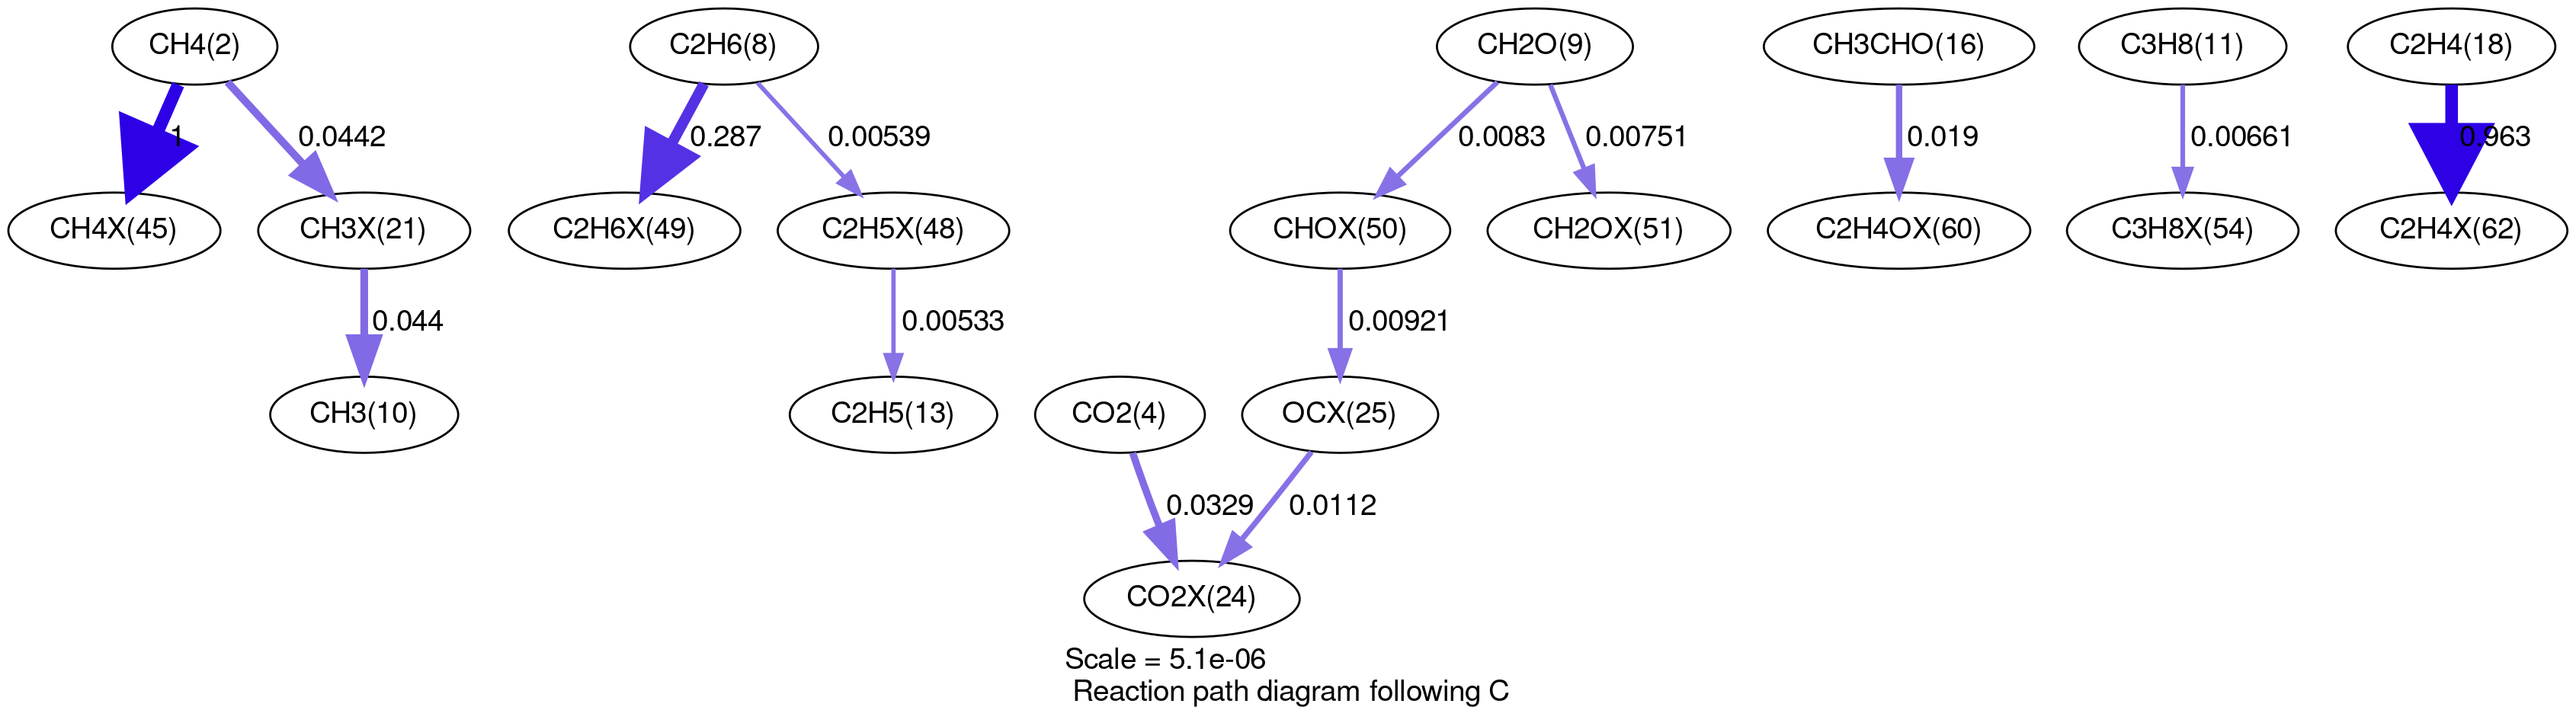 CH4(2)
C2H6(8)
CH2O(9)
CH3CHO(16)
C3H8(11)
C2H4(18)
1
0.0442
0.287
0.00539
0.0083
0.00751
0.019
0.00661
0.963
CH4X(45)
CH3X(21)
C2H6X(49)
C2H5X(48)
CHOX(50)
CH2OX(51)
C2H4OX(60)
C3H8X(54)
C2H4X(62)
0.044
0.00533
0.00921
CH3(10)
C2H5(13)
CO2(4)
OCX(25)
0.0329
0.0112
CO2X(24)
Scale = 5.1e-06
Reaction path diagram following C